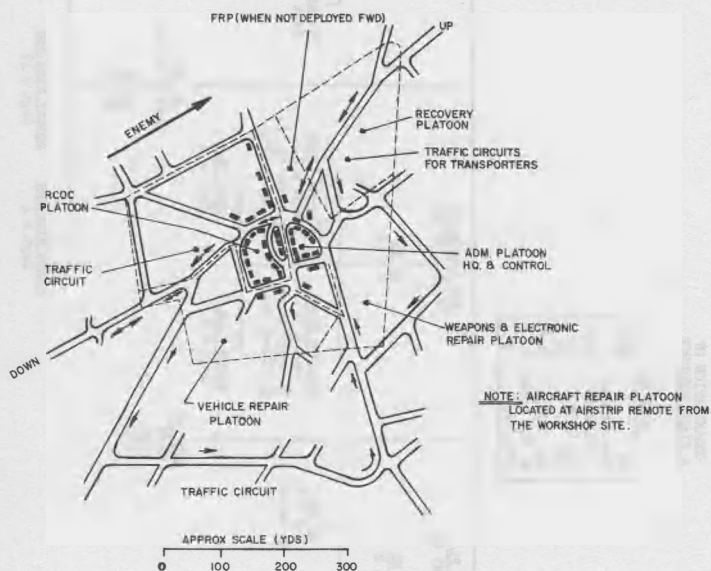 FRP (WHEN NOT DEPLOYED FWD)
UP
ENEMY
RECOVERY
PLATOON
TRAFFIC CIRCUITS
FOR TRANSPORTERS
RCOC
PLATOON
ADM. PLATOON
HQ. & CONTROL
TRAFFIC
CIRCUIT
WEAPONS & ELECTRONIC
REPAIR PLATOON
DOWN
VEHICLE REPAIR
PLATOON
NOTE: AIRCRAFT REPAIR PLATOON
LOCATED AT AIRSTRIP REMOTE FROM
THE WORKSHOP SITE.
TRAFFIC CIRCUIT
APPROX SCALE (YDS)
0 100 200 300